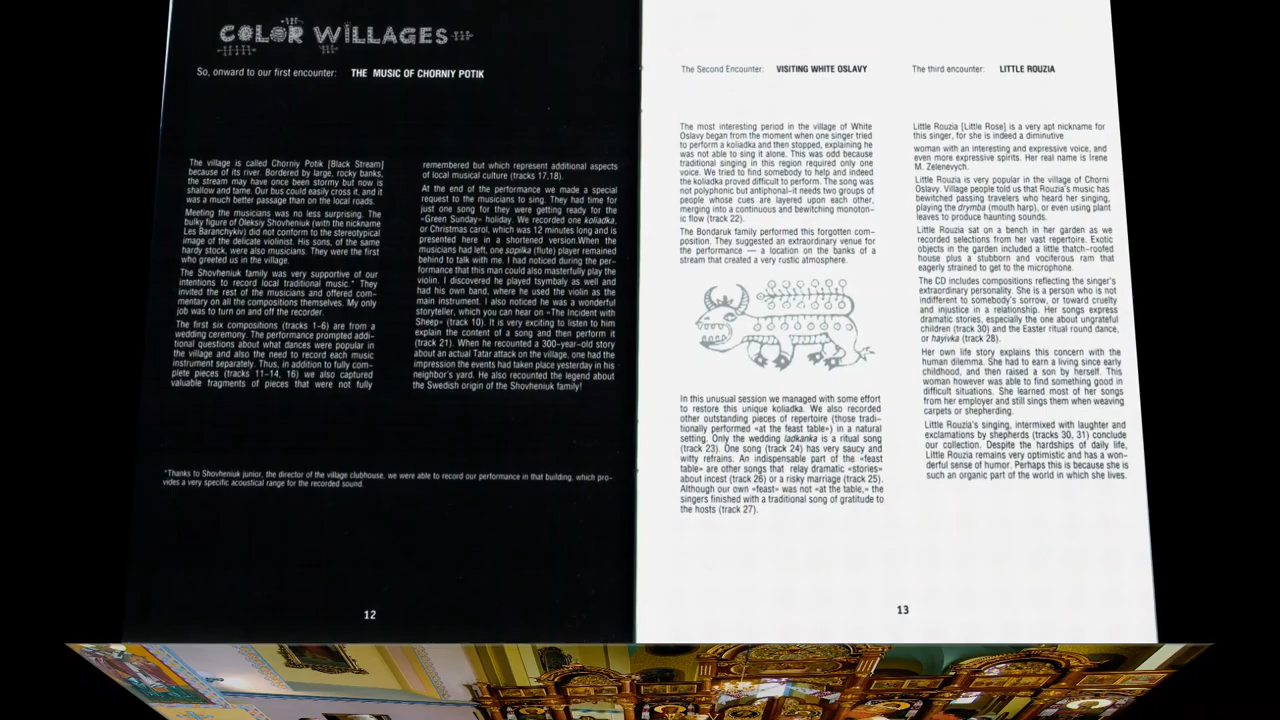 COLOR WILLAGES
So, onward to our first encounter: THE MUSIC OF CHORNIY POTIK
The village is called Chorniy Potik [Black Stream]
because of its river. Bordered by large, rocky banks,
the stream may have once been stormy but now is
shallow and tame. Our bus could easily cross it, and it
was a much better passage than on the local roads.
Meeting the musicians was no less surprising. The
bulky figure of Oleksiy Shovheniuk (with the nickname
Les Baranchykiv) did not conform to the stereotypical
image of the delicate violinist. His sons, of the same
hardy stock, were also musicians. They were the first
who greeted us in the village.
The Shovheniuk family was very supportive of our
intentions to record local traditional music.* They
invited the rest of the musicians and offered com-
mentary on all the compositions themselves. My only
job was to turn on and off the recorder.
The first six compositions (tracks 1–6) are from a
wedding ceremony. The performance prompted addi-
tional questions about what dances were popular in
the village and also the need to record each music
instrument separately. Thus, in addition to fully com-
plete pieces (tracks 11–14, 16) we also captured
valuable fragments of pieces that were not fully
remembered but which represent additional aspects
of local musical culture (tracks 17,18).
At the end of the performance we made a special
request to the musicians to sing. They had time for
just one song for they were getting ready for the
«Green Sunday» holiday. We recorded one koliadka,
or Christmas carol, which was 12 minutes long and is
presented here in a shortened version.When the
musicians had left, one sopilka (flute) player remained
behind to talk with me. I had noticed during the per-
formance that this man could also masterfully play the
violin. I discovered he played tsymbaly as well and
had his own band, where he used the violin as the
main instrument. I also noticed he was a wonderful
storyteller, which you can hear on «The Incident with
Sheep» (track 10). It is very exciting to listen to him
explain the content of a song and then perform it
(track 21). When he recounted a 300-year-old story
about an actual Tatar attack on the village, one had the
impression the events had taken place yesterday in his
neighbor's yard. He also recounted the legend about
the Swedish origin of the Shovheniuk family!
*Thanks to Shovheniuk junior, the director of the village clubhouse, we were able to record our performance in that building, which pro-
vides a very specific acoustical range for the recorded sound.
12
The Second Encounter: VISITING WHITE OSLAVY
The most interesting period in the village of White
Oslavy began from the moment when one singer tried
to perform a koliadka and then stopped, explaining he
was not able to sing it alone. This was odd because
traditional singing in this region required only one
voice. We tried to find somebody to help and indeed
the koliadka proved difficult to perform. The song was
not polyphonic but antiphonal–it needs two groups of
people whose cues are layered upon each other,
merging into a continuous and bewitching monoton-
ic flow (track 22).
The Bondaruk family performed this forgotten com-
position. They suggested an extraordinary venue for
the performance — a location on the banks of a
stream that created a very rustic atmosphere.
In this unusual session we managed with some effort
to restore this unique koliadka. We also recorded
other outstanding pieces of repertoire (those tradi-
tionally performed «at the feast table») in a natural
setting. Only the wedding ladkanka is a ritual song
(track 23). One song (track 24) has very saucy and
witty refrains. An indispensable part of the «feast
table» are other songs that relay dramatic «stories»
about incest (track 26) or a risky marriage (track 25).
Although our own «feast» was not «at the table,» the
singers finished with a traditional song of gratitude to
the hosts (track 27).
The third encounter: LITTLE ROUZIA
Little Rouzia [Little Rose] is a very apt nickname for
this singer, for she is indeed a diminutive
woman with an interesting and expressive voice, and
even more expressive spirits. Her real name is Irene
M. Zelenevych.
Little Rouzia is very popular in the village of Chorni
Oslavy. Village people told us that Rouzia's music has
bewitched passing travelers who heard her singing,
playing the drymba (mouth harp), or even using plant
leaves to produce haunting sounds.
Little Rouzia sat on a bench in her garden as we
recorded selections from her vast repertoire. Exotic
objects in the garden included a little thatch–roofed
house plus a stubborn and vociferous ram that
eagerly strained to get to the microphone.
The CD includes compositions reflecting the singer's
extraordinary personality. She is a person who is not
indifferent to somebody's sorrow, or toward cruelty
and injustice in a relationship. Her songs express
dramatic stories, especially the one about ungrateful
children (track 30) and the Easter ritual round dance,
or hayivka (track 28).
Her own life story explains this concern with the
human dilemma. She had to earn a living since early
childhood, and then raised a son by herself. This
woman however was able to find something good in
difficult situations. She learned most of her songs
from her employer and still sings them when weaving
carpets or shepherding.
Little Rouzia's singing, intermixed with laughter and
exclamations by shepherds (tracks 30, 31) conclude
our collection. Despite the hardships of daily life,
Little Rouzia remains very optimistic and has a won-
derful sense of humor. Perhaps this is because she is
such an organic part of the world in which she lives.
13